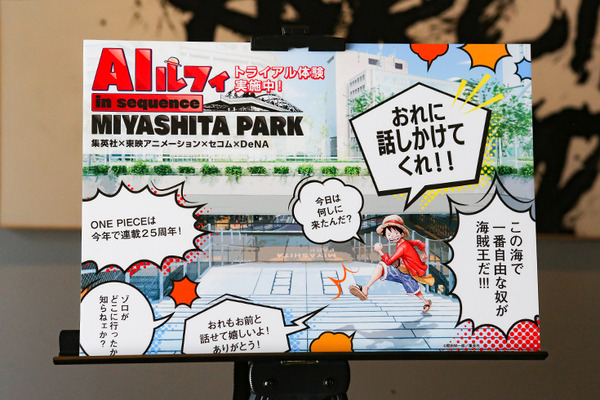 AIルフィ
トライアル体験
実施中!
in sequence
MIYASHITA PARK
集英社×東映アニメーション×セコム×DeNA
おれに
話しかけて
くれ!!
今日は
何しに
来たんだ?
ONE PIECEは
今年で連載25周年!
この海で
一番自由な奴が
海賊王だ!!!
ゾロが
どこに行ったか
知らねェか?
おれもお前と
話せて嬉しいよ!
ありがとう!
MIYASHITA